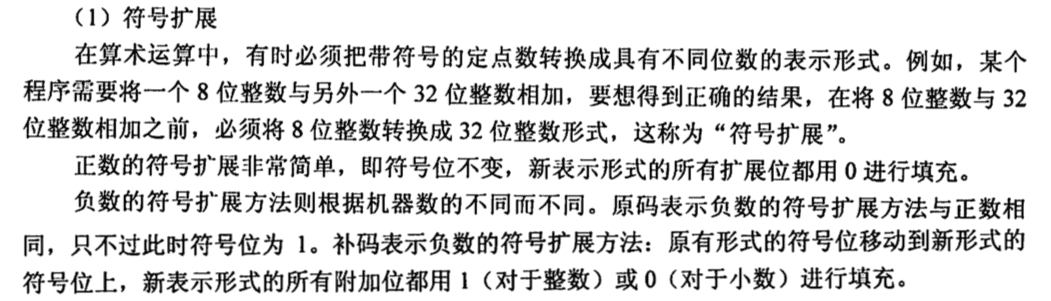 （1）符号扩展
在算术运算中，有时必须把带符号的定点数转换成具有不同位数的表示形式。例如，某个
程序需要将一个 8 位整数与另外一个 32 位整数相加，要想得到正确的结果，在将 8 位整数与 32
位整数相加之前，必须将 8 位整数转换成 32 位整数形式，这称为“符号扩展”。
正数的符号扩展非常简单，即符号位不变，新表示形式的所有扩展位都用 0 进行填充。
负数的符号扩展方法则根据机器数的不同而不同。原码表示负数的符号扩展方法与正数相
同，只不过此时符号位为 1。补码表示负数的符号扩展方法：原有形式的符号位移动到新形式的
符号位上，新表示形式的所有附加位都用 1（对于整数）或 0（对于小数）进行填充。